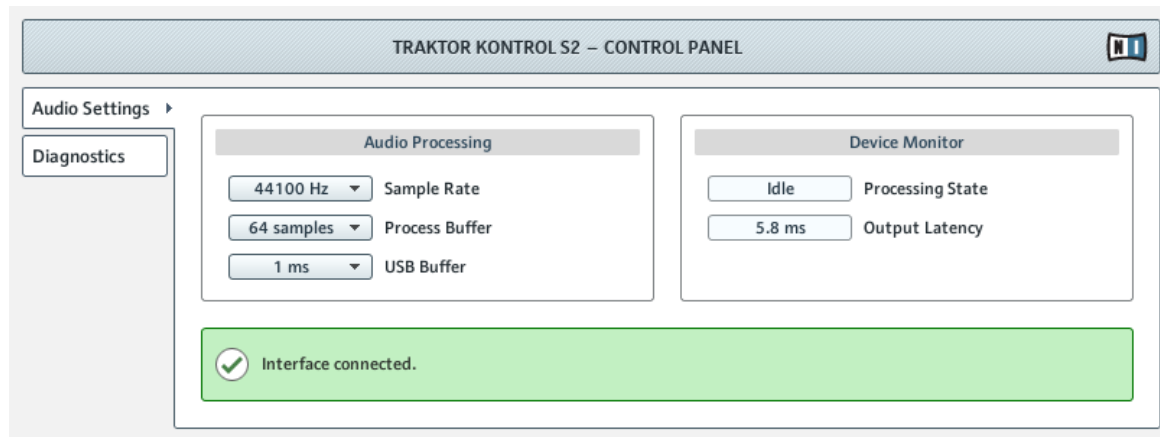 TRAKTOR KONTROL S2 – CONTROL PANEL
NI
Audio Settings
Diagnostics
Audio Processing
44100 Hz Sample Rate
64 samples Process Buffer
1 ms USB Buffer
Device Monitor
Idle Processing State
5.8 ms Output Latency
Interface connected.